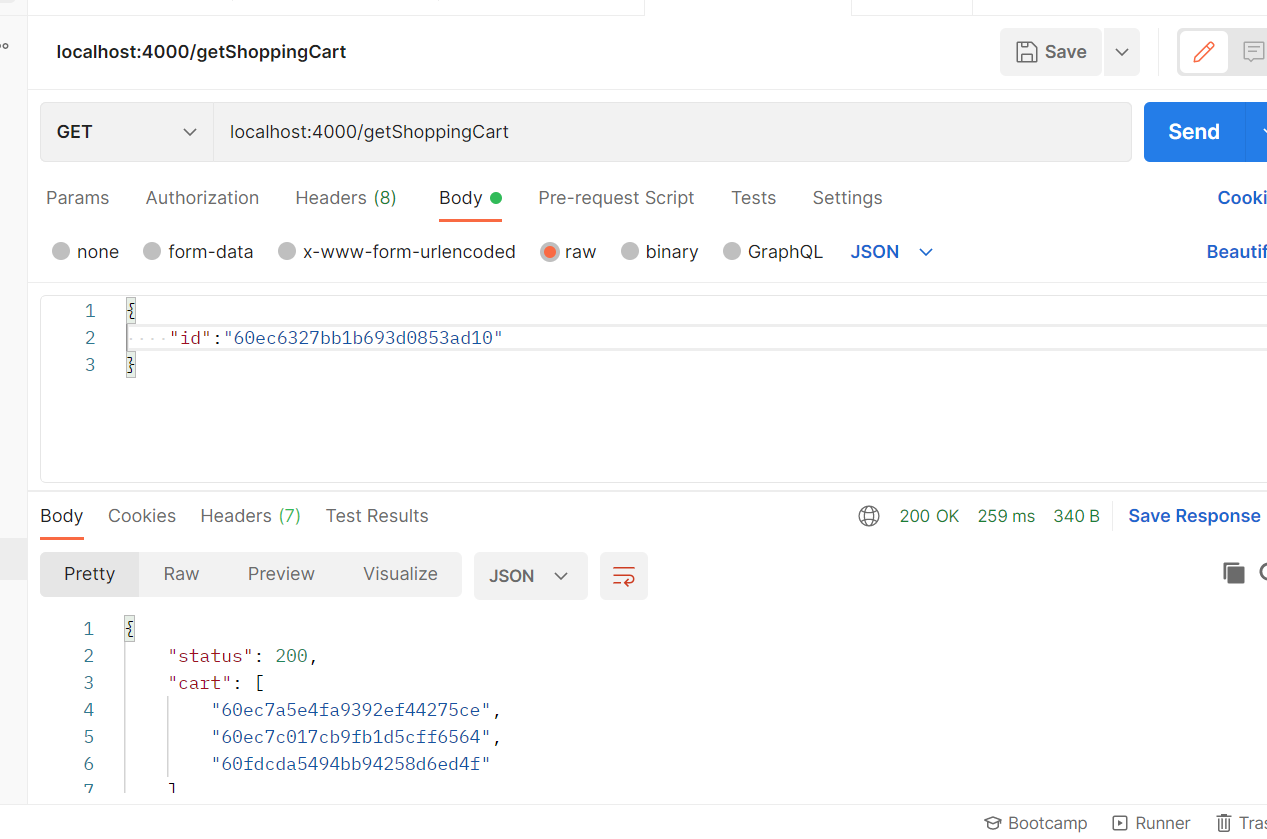 localhost:4000/getShoppingCart
Save
GET
localhost:4000/getShoppingCart
Send
Params Authorization Headers (8) Body Pre-request Script Tests Settings
none form-data x-www-form-urlencoded raw binary GraphQL JSON
1 {
2 "id":"60ec6327bb1b693d0853ad10"
3 }
Body Cookies Headers (7) Test Results 200 OK 259 ms 340 B Save Response
Pretty Raw Preview Visualize JSON
1 {
2 "status": 200,
3 "cart": [
4 "60ec7a5e4fa9392ef44275ce",
5 "60ec7c017cb9fb1d5cff6564",
6 "60fdcda5494bb94258d6ed4f"
7 ]
Bootcamp Runner